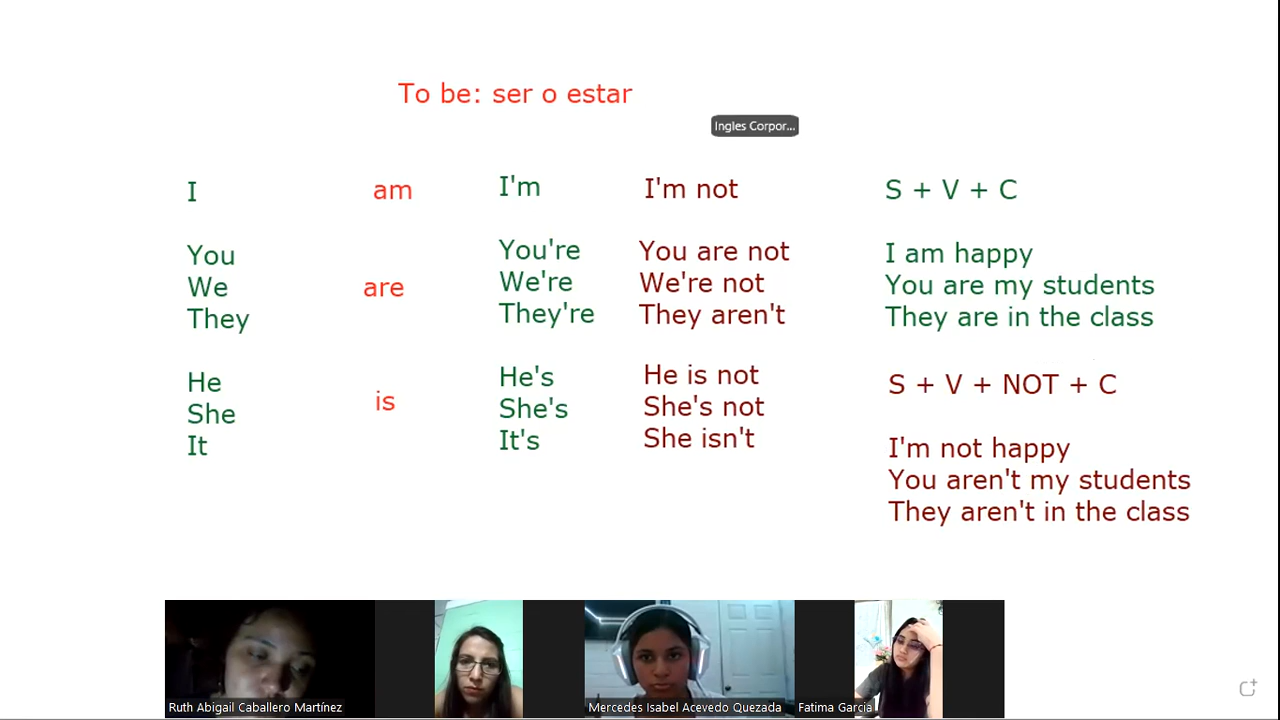 To be: ser o estar
Ingles Corpor...
I
am
I'm
I'm not
S + V + C
You
We
They
are
You're
We're
They're
You are not
We're not
They aren't
I am happy
You are my students
They are in the class
He
She
It
is
He's
She's
It's
He is not
She's not
She isn't
S + V + NOT + C
I'm not happy
You aren't my students
They aren't in the class
Ruth Abigail Caballero Martínez
Mercedes Isabel Acevedo Quezada
Fatima Garcia